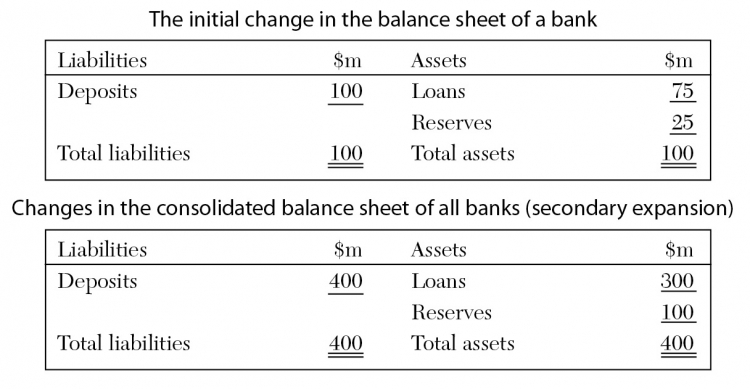 The initial change in the balance sheet of a bank
Liabilities $m Assets $m
Deposits 100 Loans 75
Reserves 25
Total liabilities 100 Total assets 100
Changes in the consolidated balance sheet of all banks (secondary expansion)
Liabilities $m Assets $m
Deposits 400 Loans 300
Reserves 100
Total liabilities 400 Total assets 400